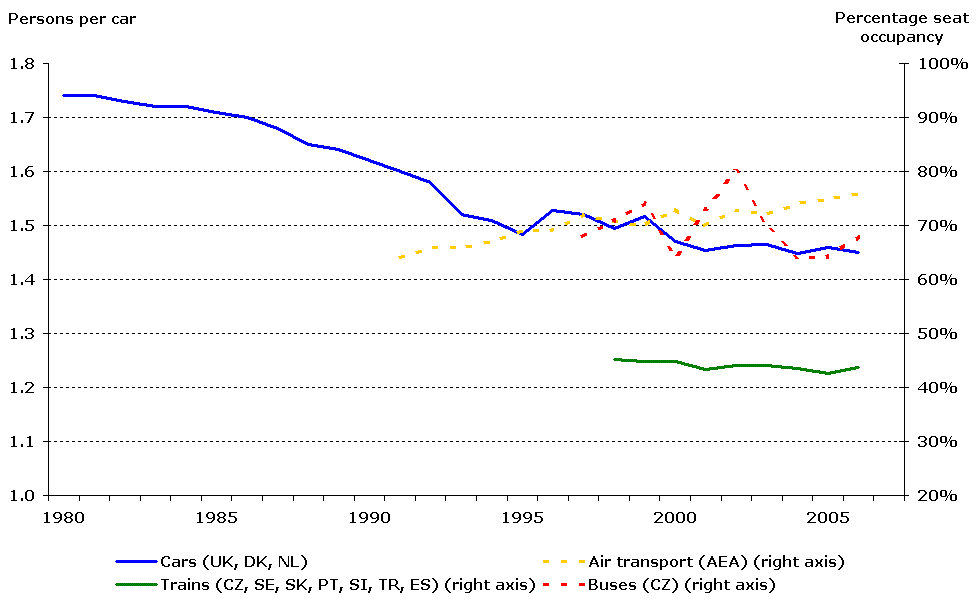 Persons per car
Percentage seat
occupancy
1.8
100%
1.7
90%
1.6
80%
1.5
70%
1.4
60%
1.3
50%
1.2
40%
1.1
30%
1.0
20%
1980 1985 1990 1995 2000 2005
Cars (UK, DK, NL)
Air transport (AEA) (right axis)
Trains (CZ, SE, SK, PT, SI, TR, ES) (right axis)
Buses (CZ) (right axis)